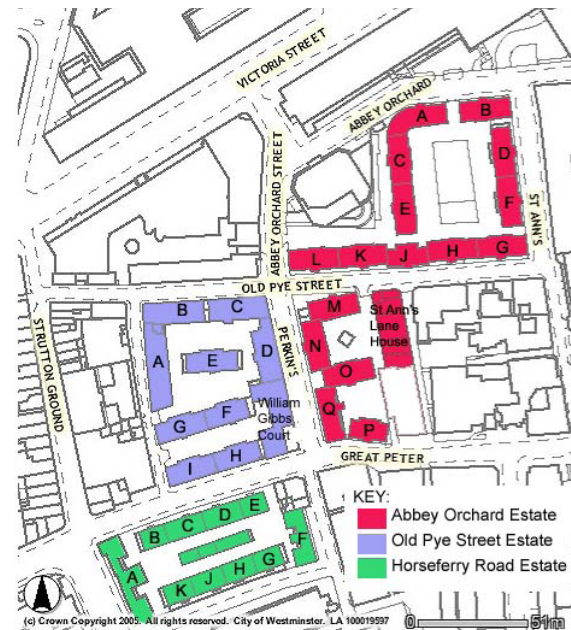 VICTORIA STREET
ABBEY ORCHARD
A
B
C
D
E
F
ABBEY ORCHARD STREET
ST ANN'S
L
K
J
H
G
OLD PYE STREET
B
C
M
St Ann's
Lane
House
STRUTTON GROUND
A
E
D
PERKIN'S
N
O
G
F
William
Gibbs
Court
Q
P
I
H
GREAT PETER
B
C
D
E
F
A
K
J
H
G
KEY:
Abbey Orchard Estate
Old Pye Street Estate
Horseferry Road Estate
(c) Crown Copyright 2005. All rights reserved. City of Westminster. LA 100019597
0
51m